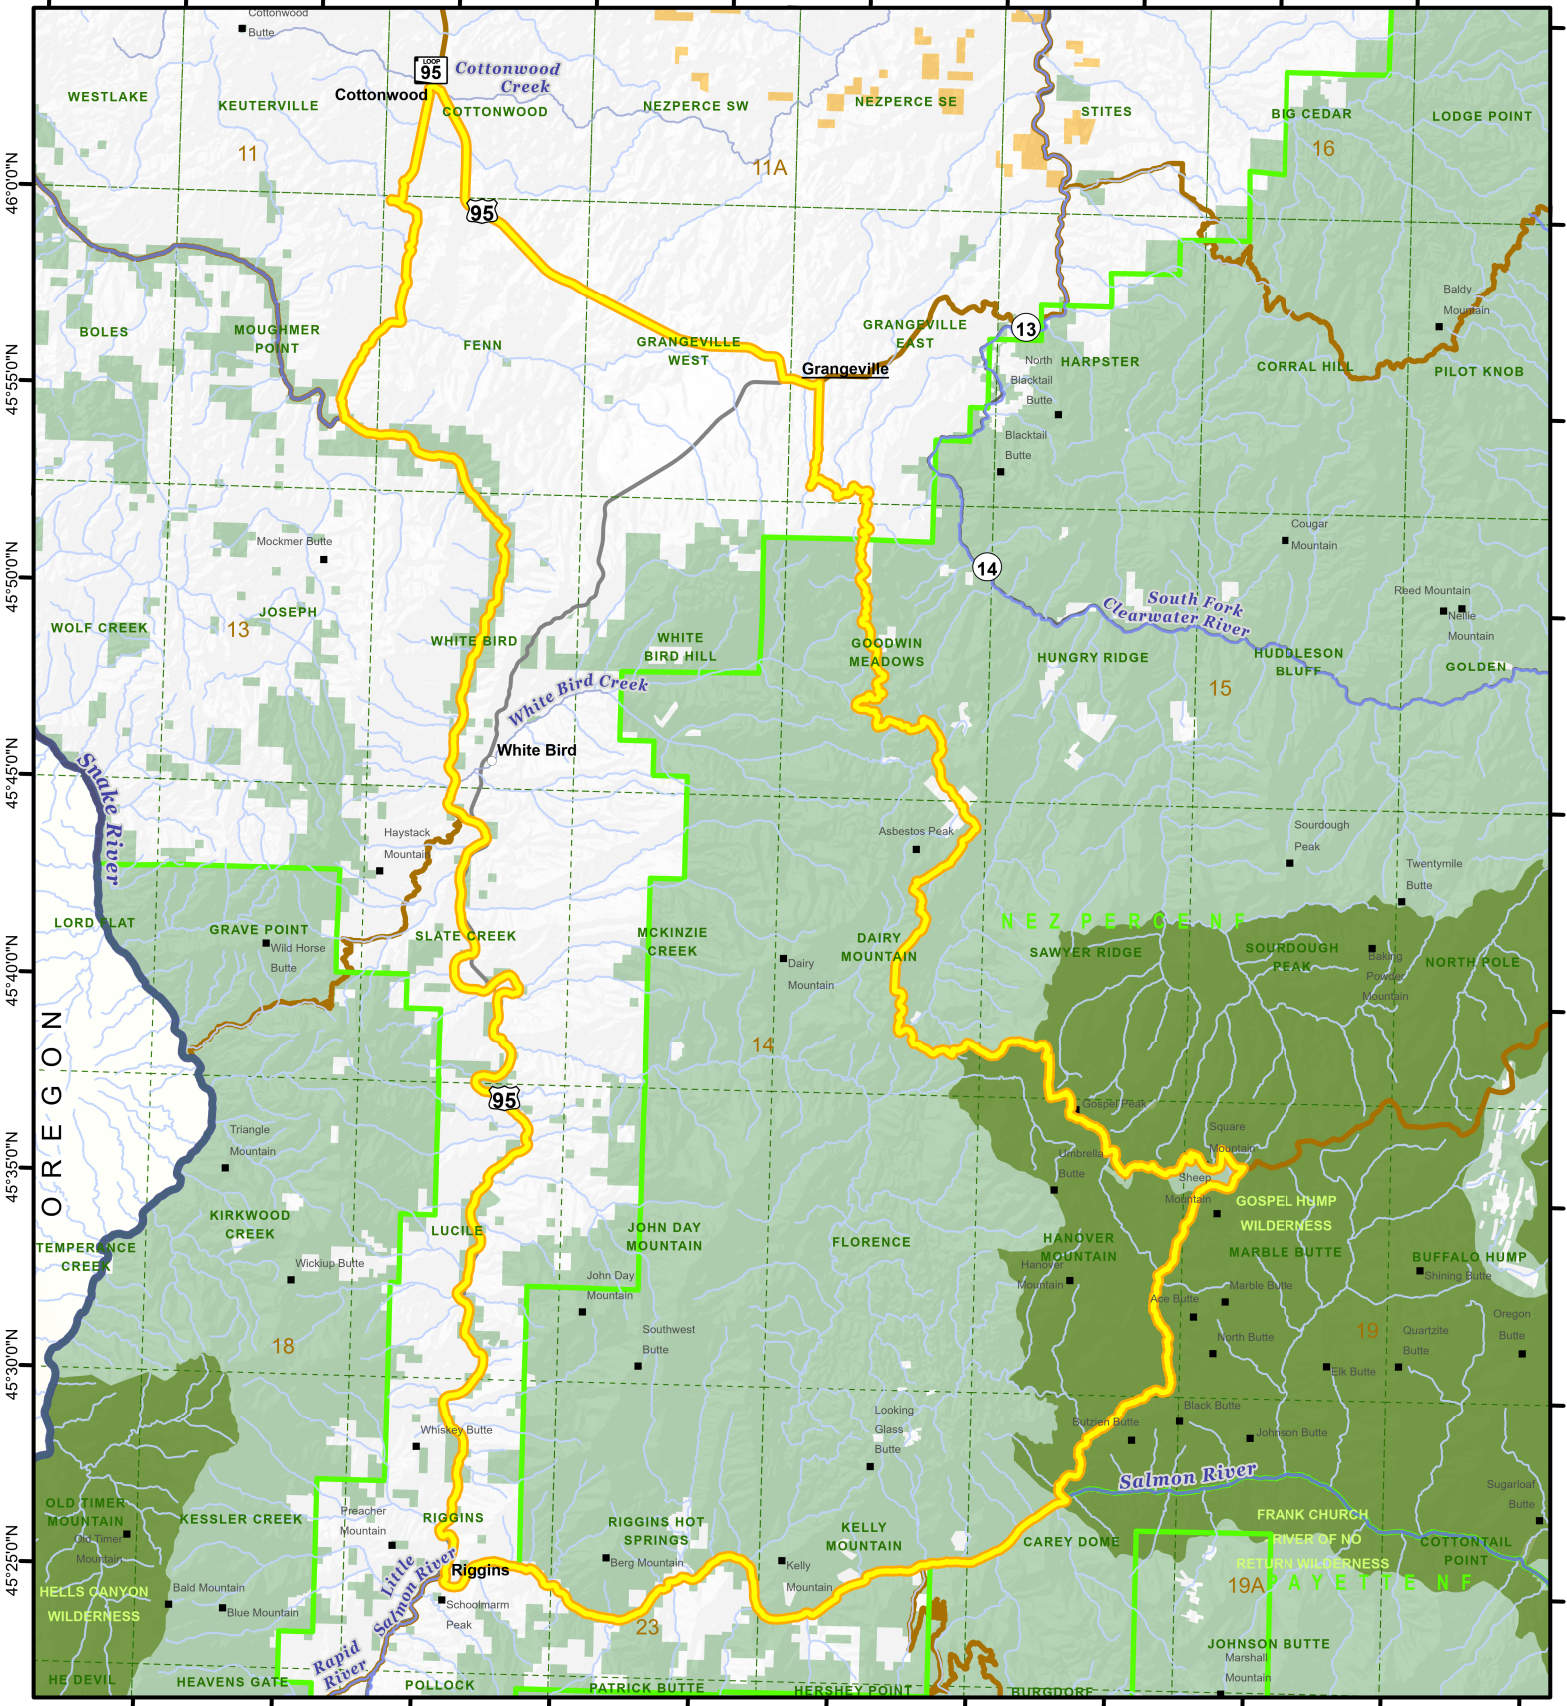 Cottonwood
Butte
LOOP
95
Cottonwood
Creek
Cottonwood
WESTLAKE
KEUTERVILLE
COTTONWOOD
NEZPERCE SW
NEZPERCE SE
STITES
BIG CEDAR
LODGE POINT
11
11A
16
46°0'0"N
95
BOLES
MOUGHMER
POINT
FENN
GRANGEVILLE
WEST
GRANGEVILLE
EAST
13
Baldy
Mountain
Grangeville
North
Blacktail
Butte
HARPSTER
CORRAL HILL
PILOT KNOB
45°55'0"N
Blacktail
Butte
Mockmer Butte
Cougar
Mountain
14
45°50'0"N
JOSEPH
WOLF CREEK
13
WHITE BIRD
WHITE
BIRD HILL
GOODWIN
MEADOWS
South Fork
Clearwater River
Reed Mountain
Nellie
Mountain
HUNGRY RIDGE
HUDDLESON
BLUFF
GOLDEN
15
White Bird Creek
White Bird
45°45'0"N
Snake River
Haystack
Mountain
Asbestos Peak
Sourdough
Peak
Twentymile
Butte
LORD FLAT
GRAVE POINT
Wild Horse
Butte
SLATE CREEK
MCKINZIE
CREEK
DAIRY
MOUNTAIN
Dairy
Mountain
NEZ PERCE NF
SAWYER RIDGE
SOURDOUGH
PEAK
Baking
Powder
Mountain
NORTH POLE
45°40'0"N
OREGON
14
95
Gospel Peak
Triangle
Mountain
Square
Mountain
Umbrella
Butte
Sheep
Mountain
45°35'0"N
GOSPEL HUMP
WILDERNESS
KIRKWOOD
CREEK
LUCILE
JOHN DAY
MOUNTAIN
FLORENCE
HANOVER
MOUNTAIN
Hanover
Mountain
MARBLE BUTTE
BUFFALO HUMP
Shining Butte
TEMPERANCE
CREEK
Wickiup Butte
John Day
Mountain
Marble Butte
Ace Butte
Oregon
Butte
Southwest
Butte
North Butte
19
Quartzite
Butte
18
Elk Butte
45°30'0"N
Looking
Glass
Butte
Black Butte
Butzien Butte
Johnson Butte
Whiskey Butte
Salmon River
Sugarloaf
Butte
OLD TIMER
MOUNTAIN
Old Timer
Mountain
KESSLER CREEK
Preacher
Mountain
RIGGINS
RIGGINS HOT
SPRINGS
KELLY
MOUNTAIN
CAREY DOME
FRANK CHURCH
RIVER OF NO
RETURN WILDERNESS
COTTONTAIL
POINT
45°25'0"N
Little
Salmon River
Riggins
Berg Mountain
Kelly
Mountain
19A
PAYETTE NF
HELLS CANYON
WILDERNESS
Bald Mountain
Blue Mountain
Schoolmarm
Peak
23
Rapid
River
JOHNSON BUTTE
Marshall
Mountain
HE DEVIL
HEAVENS GATE
POLLOCK
PATRICK BUTTE
HERSHEY POINT
BURGDORF